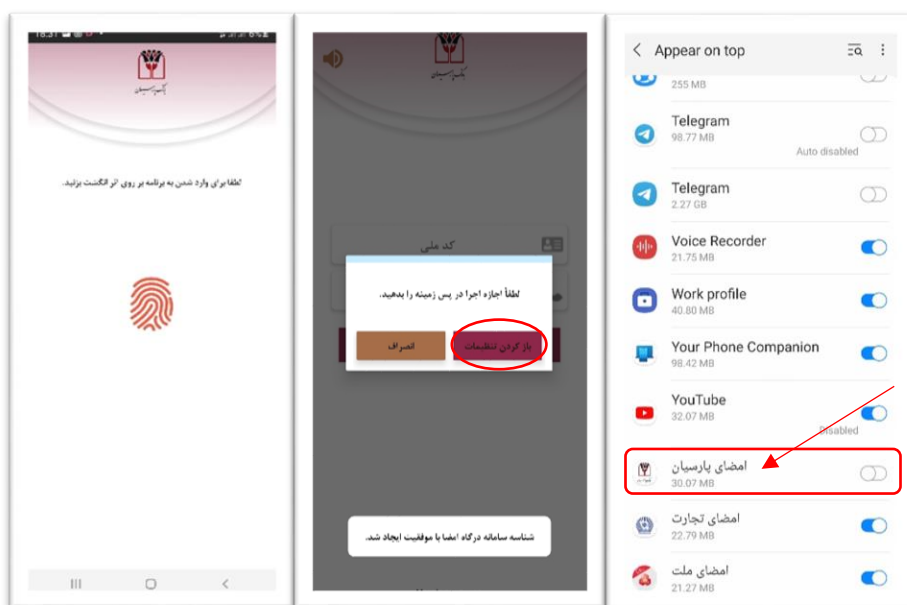 18:31
6%
بانک پارسیان
لطفا برای وارد شدن به برنامه بر روی اثر انگشت بزنید.
بانک پارسیان
کد ملی
لطفاً اجازه اجرا در پس زمینه را بدهید.
باز کردن تنظیمات
انصراف
شناسه سامانه درگاه امضا با موفقیت ایجاد شد.
Appear on top
255 MB
Telegram
98.77 MB
Auto disabled
Telegram
2.27 GB
Voice Recorder
21.75 MB
Work profile
40.80 MB
Your Phone Companion
98.42 MB
YouTube
32.07 MB
Disabled
امضای پارسیان
30.07 MB
امضای تجارت
22.79 MB
امضای ملت
21.27 MB